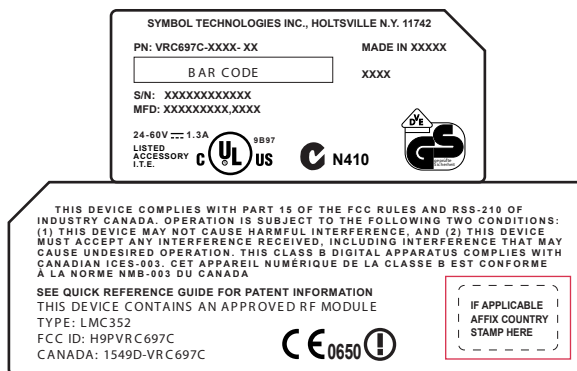 SYMBOL TECHNOLOGIES INC., HOLTSVILLE N.Y. 11742
PN: VRC697C-XXXX- XX
MADE IN XXXXX
BAR CODE
XXXX
S/N: XXXXXXXXXXXX
MFD: XXXXXXXXX,XXXX
24-60V 1.3A
LISTED
ACCESSORY
I.T.E.
C UL US
9B97
N410
DVE
GS
geprüfte
Sicherheit
THIS DEVICE COMPLIES WITH PART 15 OF THE FCC RULES AND RSS-210 OF
INDUSTRY CANADA. OPERATION IS SUBJECT TO THE FOLLOWING TWO CONDITIONS:
(1) THIS DEVICE MAY NOT CAUSE HARMFUL INTERFERENCE, AND (2) THIS DEVICE
MUST ACCEPT ANY INTERFERENCE RECEIVED, INCLUDING INTERFERENCE THAT MAY
CAUSE UNDESIRED OPERATION. THIS CLASS B DIGITAL APPARATUS COMPLIES WITH
CANADIAN ICES-003. CET APPAREIL NUMÉRIQUE DE LA CLASSE B EST CONFORME
À LA NORME NMB-003 DU CANADA
SEE QUICK REFERENCE GUIDE FOR PATENT INFORMATION
THIS DEVICE CONTAINS AN APPROVED RF MODULE
TYPE: LMC352
FCC ID: H9PVRC697C
CANADA: 1549D-VRC697C
CE 0650
IF APPLICABLE
AFFIX COUNTRY
STAMP HERE